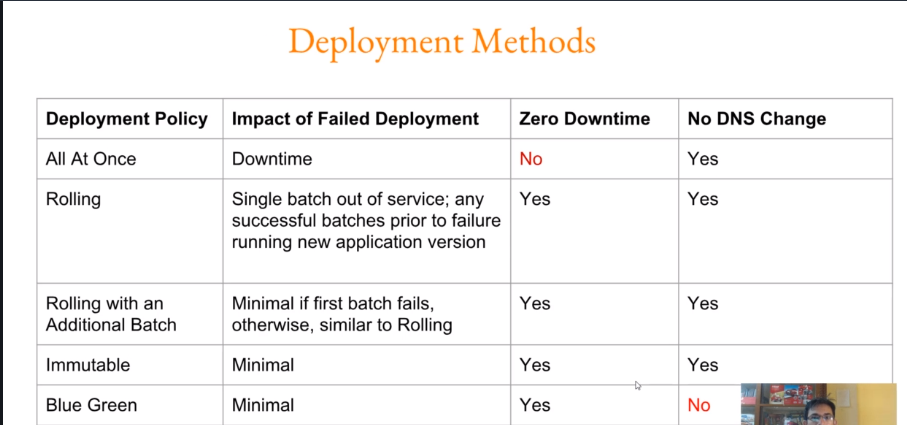 Deployment Methods
Deployment Policy Impact of Failed Deployment Zero Downtime No DNS Change
All At Once Downtime No Yes
Rolling Single batch out of service; any Yes Yes
successful batches prior to failure
running new application version
Rolling with an Minimal if first batch fails, Yes Yes
Additional Batch otherwise, similar to Rolling
Immutable Minimal Yes Yes
Blue Green Minimal Yes No